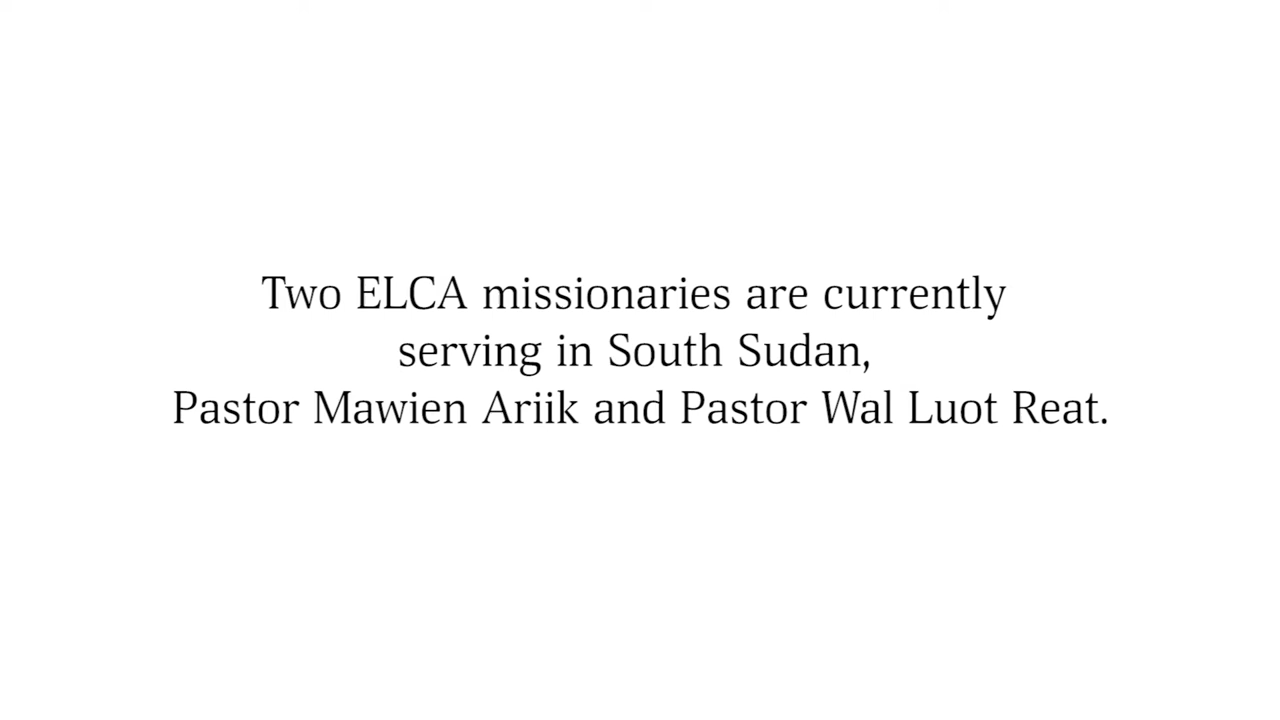 Two ELCA missionaries are currently
serving in South Sudan,
Pastor Mawien Ariik and Pastor Wal Luot Reat.